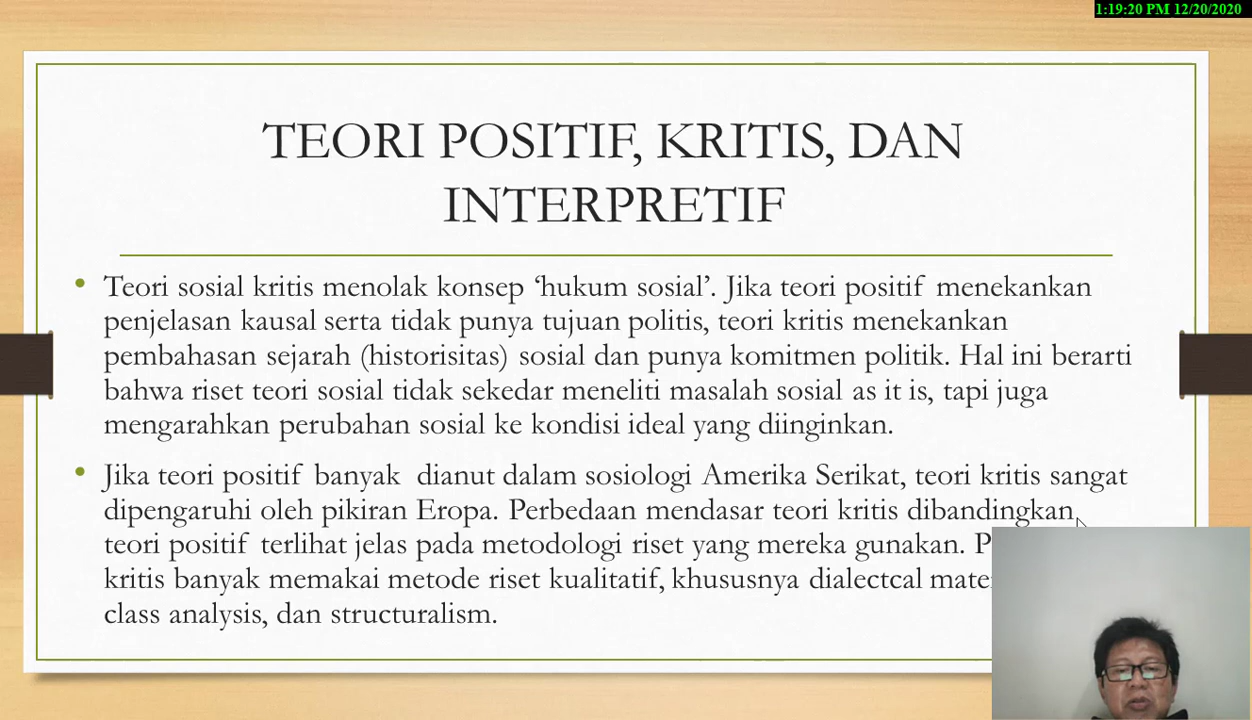 1:19:20 PM 12/20/2020
TEORI POSITIF, KRITIS, DAN
INTERPRETIF
• Teori sosial kritis menolak konsep ‘hukum sosial’. Jika teori positif menekankan
penjelasan kausal serta tidak punya tujuan politis, teori kritis menekankan
pembahasan sejarah (historisitas) sosial dan punya komitmen politik. Hal ini berarti
bahwa riset teori sosial tidak sekedar meneliti masalah sosial as it is, tapi juga
mengarahkan perubahan sosial ke kondisi ideal yang diinginkan.
• Jika teori positif banyak dianut dalam sosiologi Amerika Serikat, teori kritis sangat
dipengaruhi oleh pikiran Eropa. Perbedaan mendasar teori kritis dibandingkan
teori positif terlihat jelas pada metodologi riset yang mereka gunakan.
kritis banyak memakai metode riset kualitatif, khususnya dialectcal
class analysis, dan structuralism.